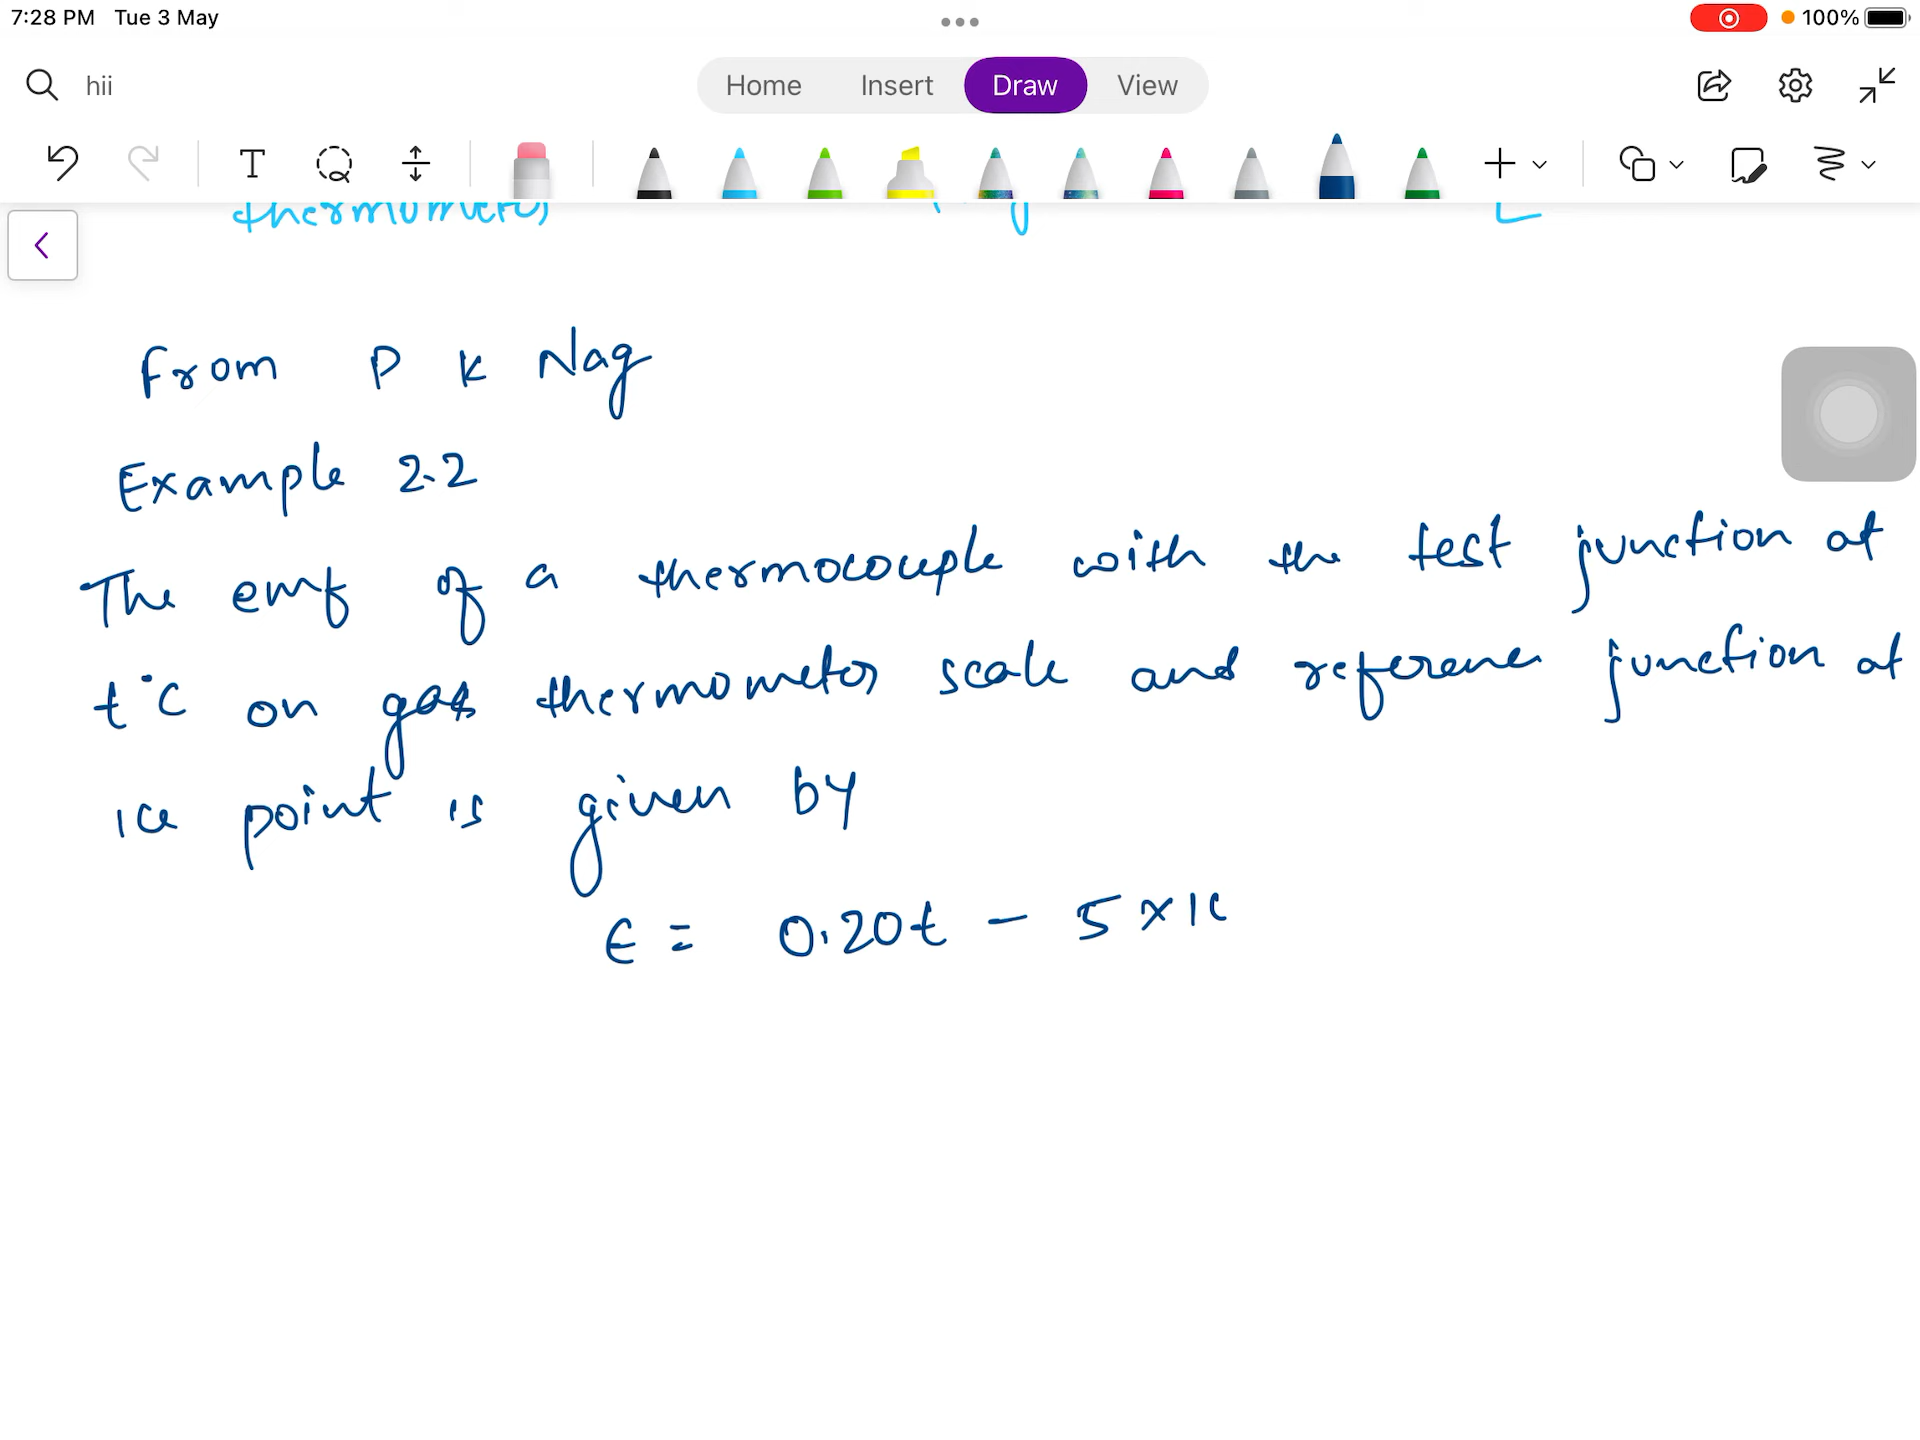 7:28 PM Tue 3 May
100%
hii
Home Insert Draw View
T
thermometer
From P K Nag
Example 2.2
The emf of a thermocouple with the test junction at
t°C on gas thermometer scale and reference junction at
ice point is given by
ε = 0.20t - 5 × 10